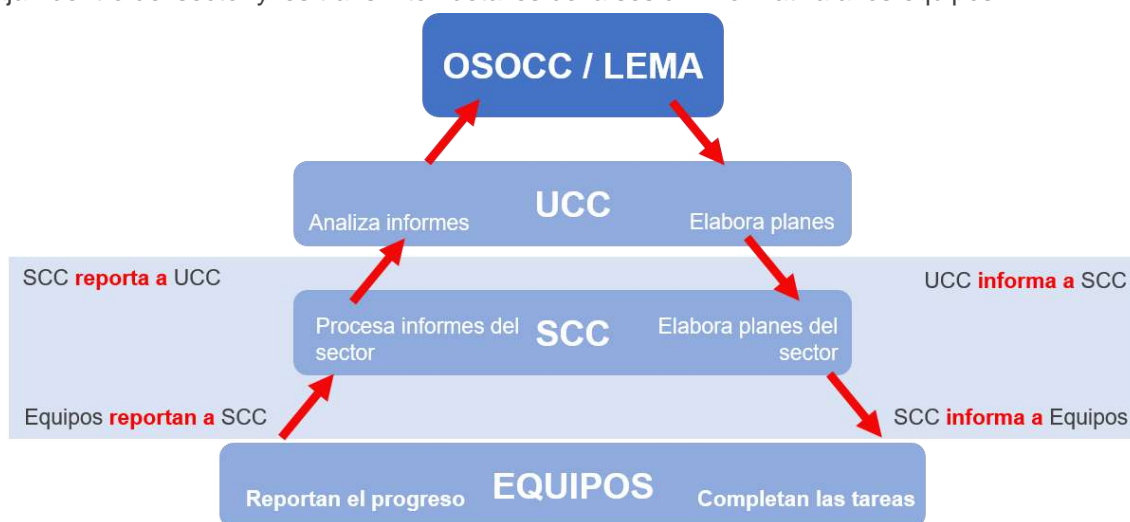 OSOCC / LEMA
UCC
Analiza informes
Elabora planes
SCC reporta a UCC
UCC informa a SCC
Procesa informes del
sector
SCC
Elabora planes del
sector
Equipos reportan a SCC
SCC informa a Equipos
EQUIPOS
Reportan el progreso
Completan las tareas